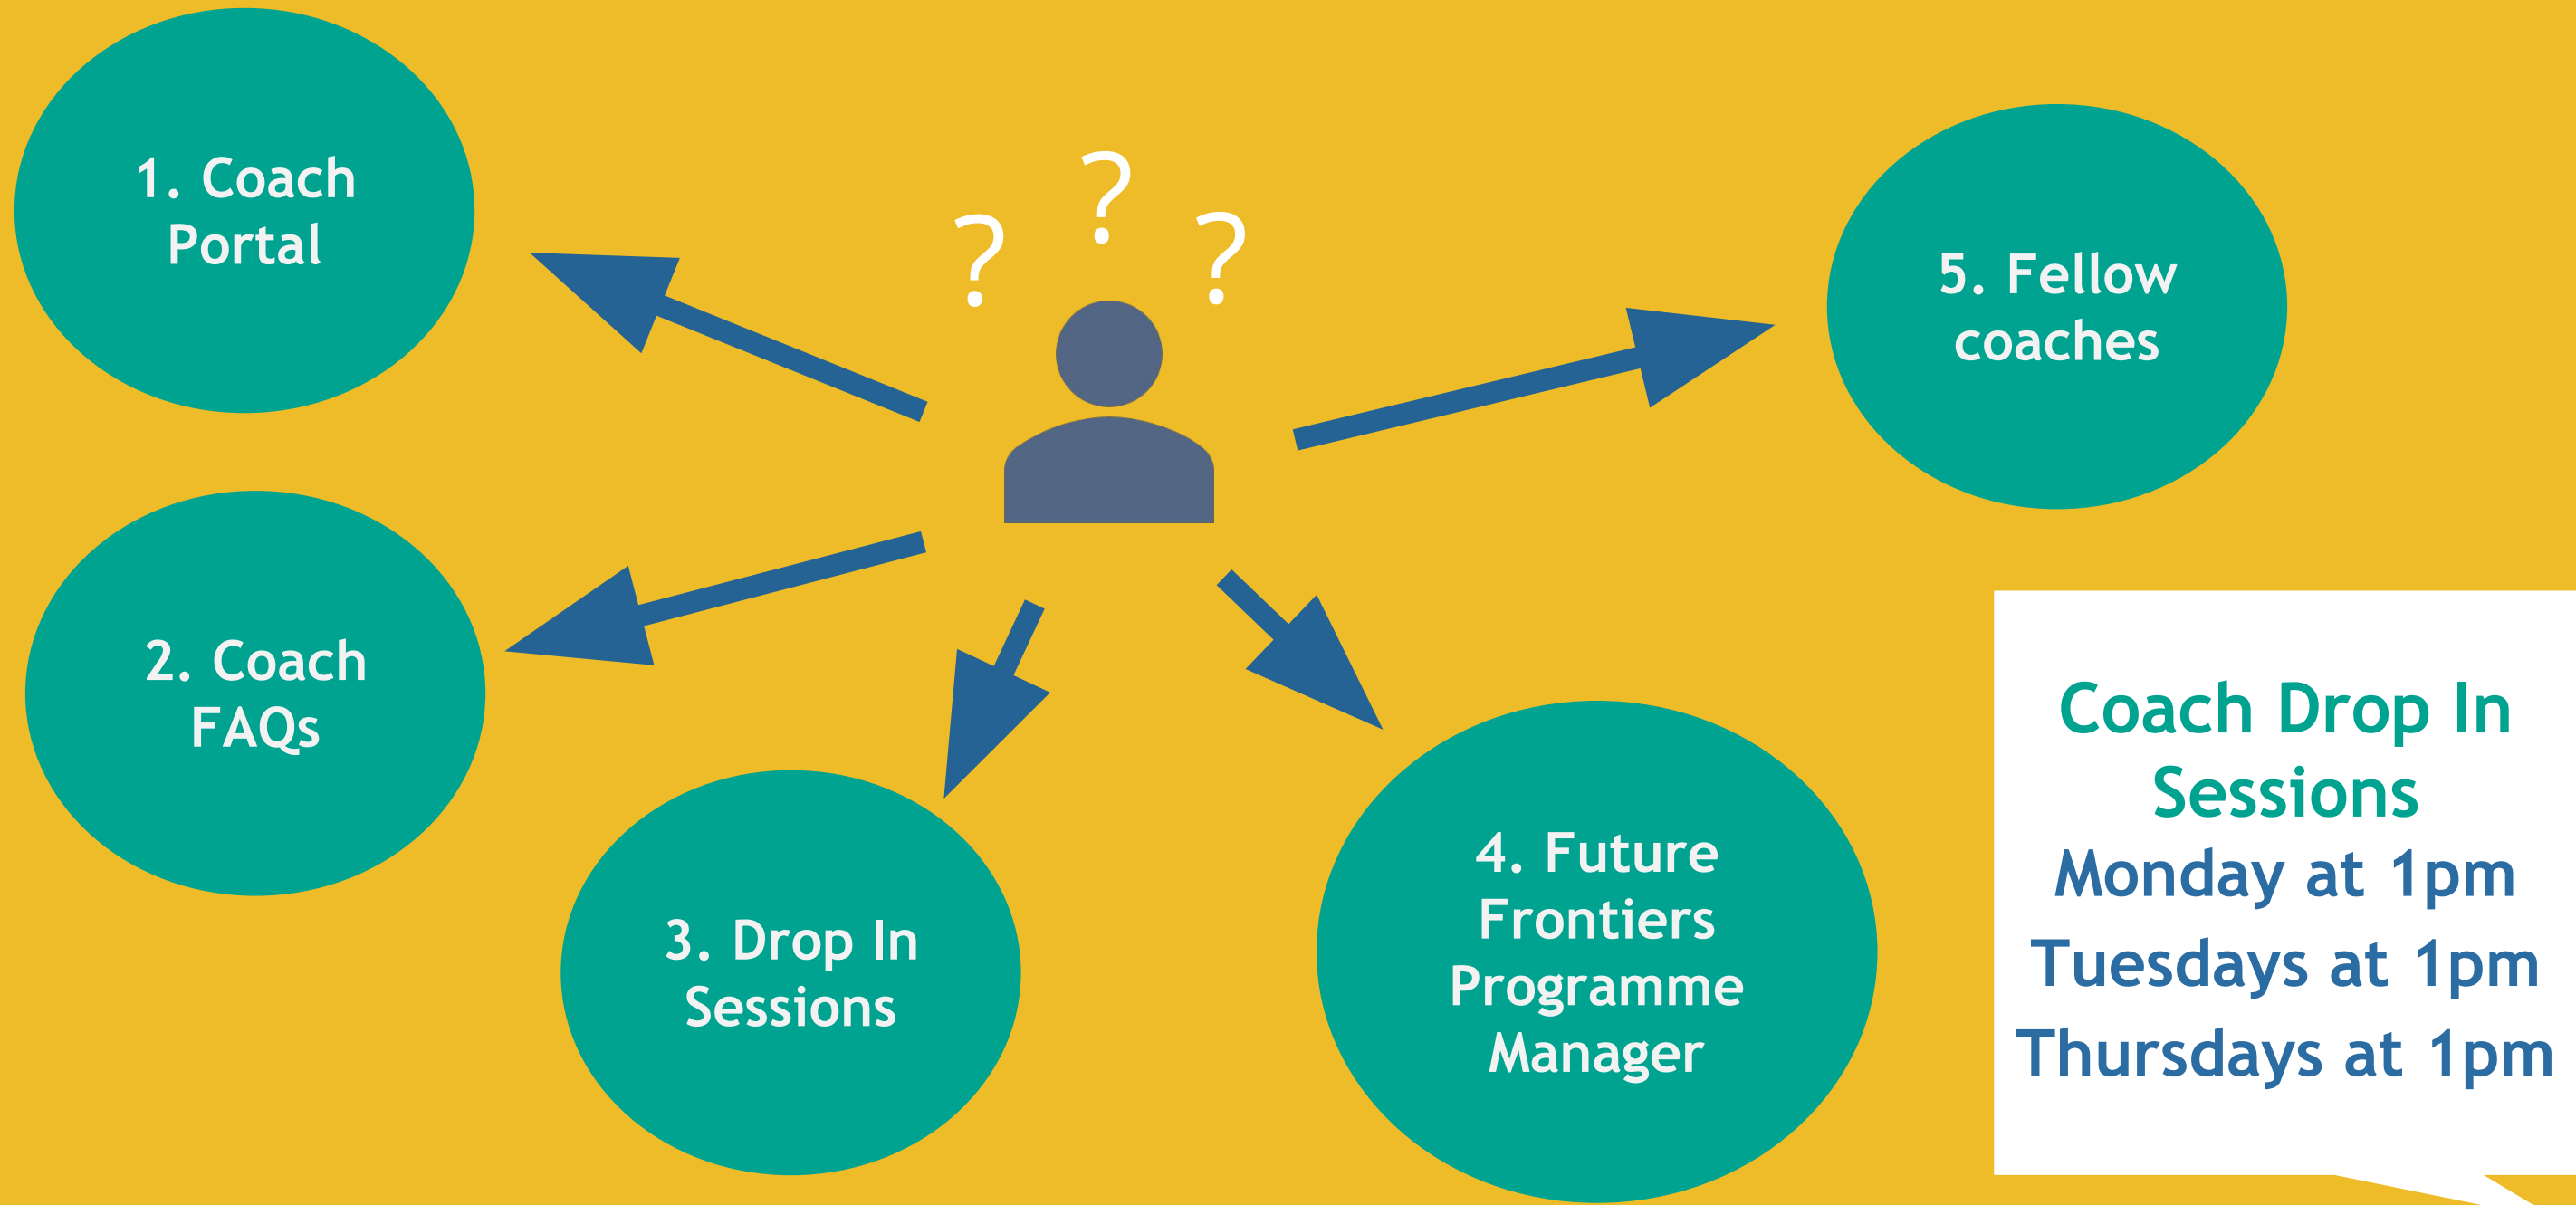 1. Coach
Portal
?
?
?
5. Fellow
coaches
2. Coach
FAQs
3. Drop In
Sessions
4. Future
Frontiers
Programme
Manager
Coach Drop In
Sessions
Monday at 1pm
Tuesdays at 1pm
Thursdays at 1pm